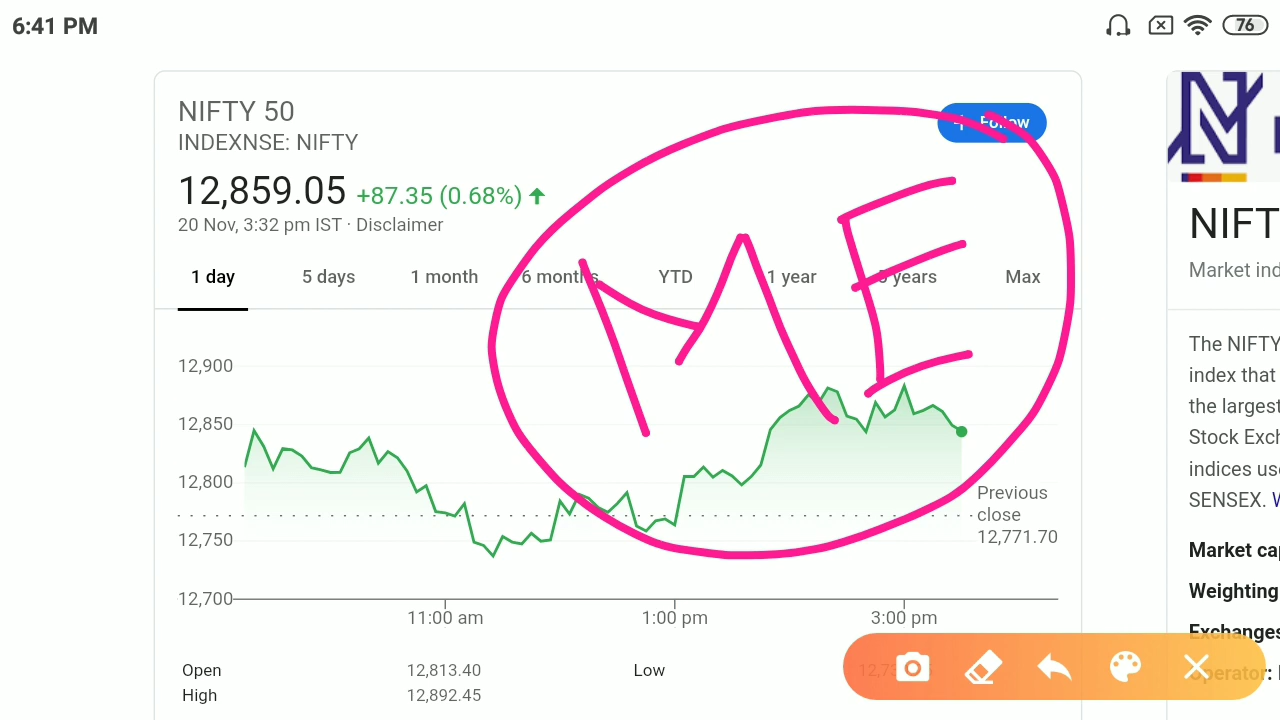 6:41 PM
76
NIFTY 50
INDEXNSE: NIFTY
+ Follow
12,859.05 +87.35 (0.68%)
20 Nov, 3:32 pm IST · Disclaimer
1 day 5 days 1 month 6 months YTD 1 year 5 years Max
ME
12,900
12,850
12,800
12,750
12,700
Previous
close
12,771.70
11:00 am 1:00 pm 3:00 pm
Open 12,813.40 Low
High 12,892.45
N
NIFT
Market ind
The NIFTY
index that
the largest
Stock Exch
indices use
SENSEX. W
Market cap
Weighting
Exchanges
Operator: